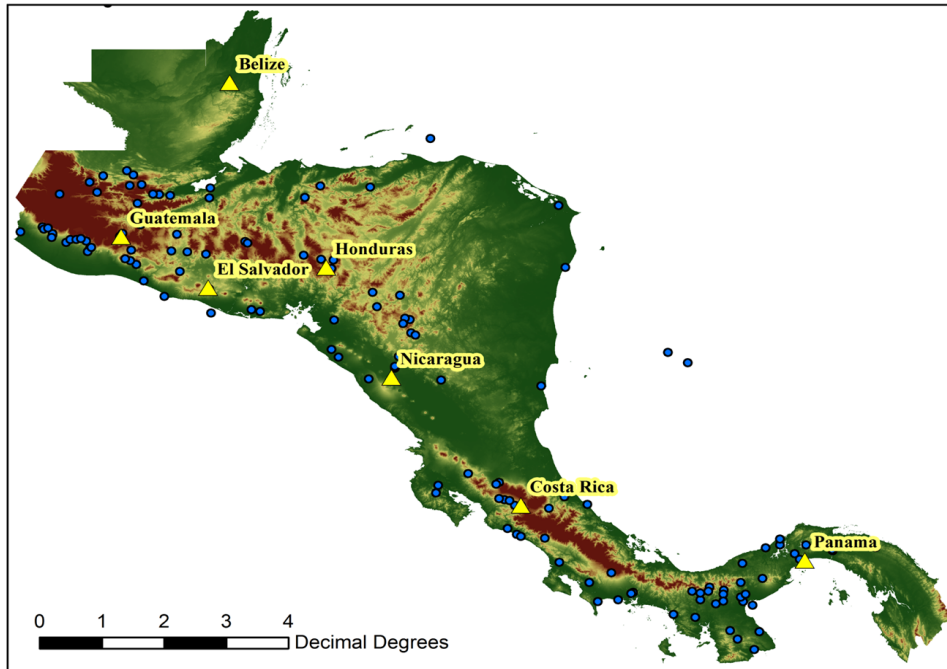 Belize
Guatemala
Honduras
El Salvador
Nicaragua
Costa Rica
Panama
0 1 2 3 4
Decimal Degrees